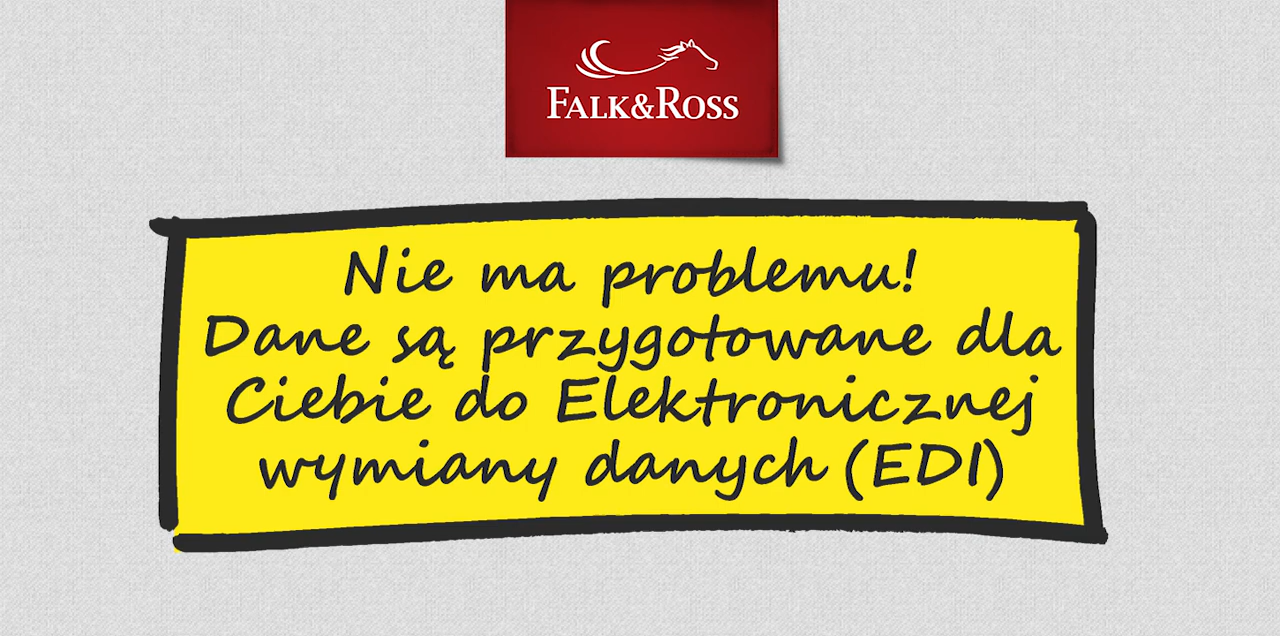 FALK&ROSS
Nie ma problemu!
Dane są przygotowane dla
Ciebie do Elektronicznej
wymiany danych (EDI)